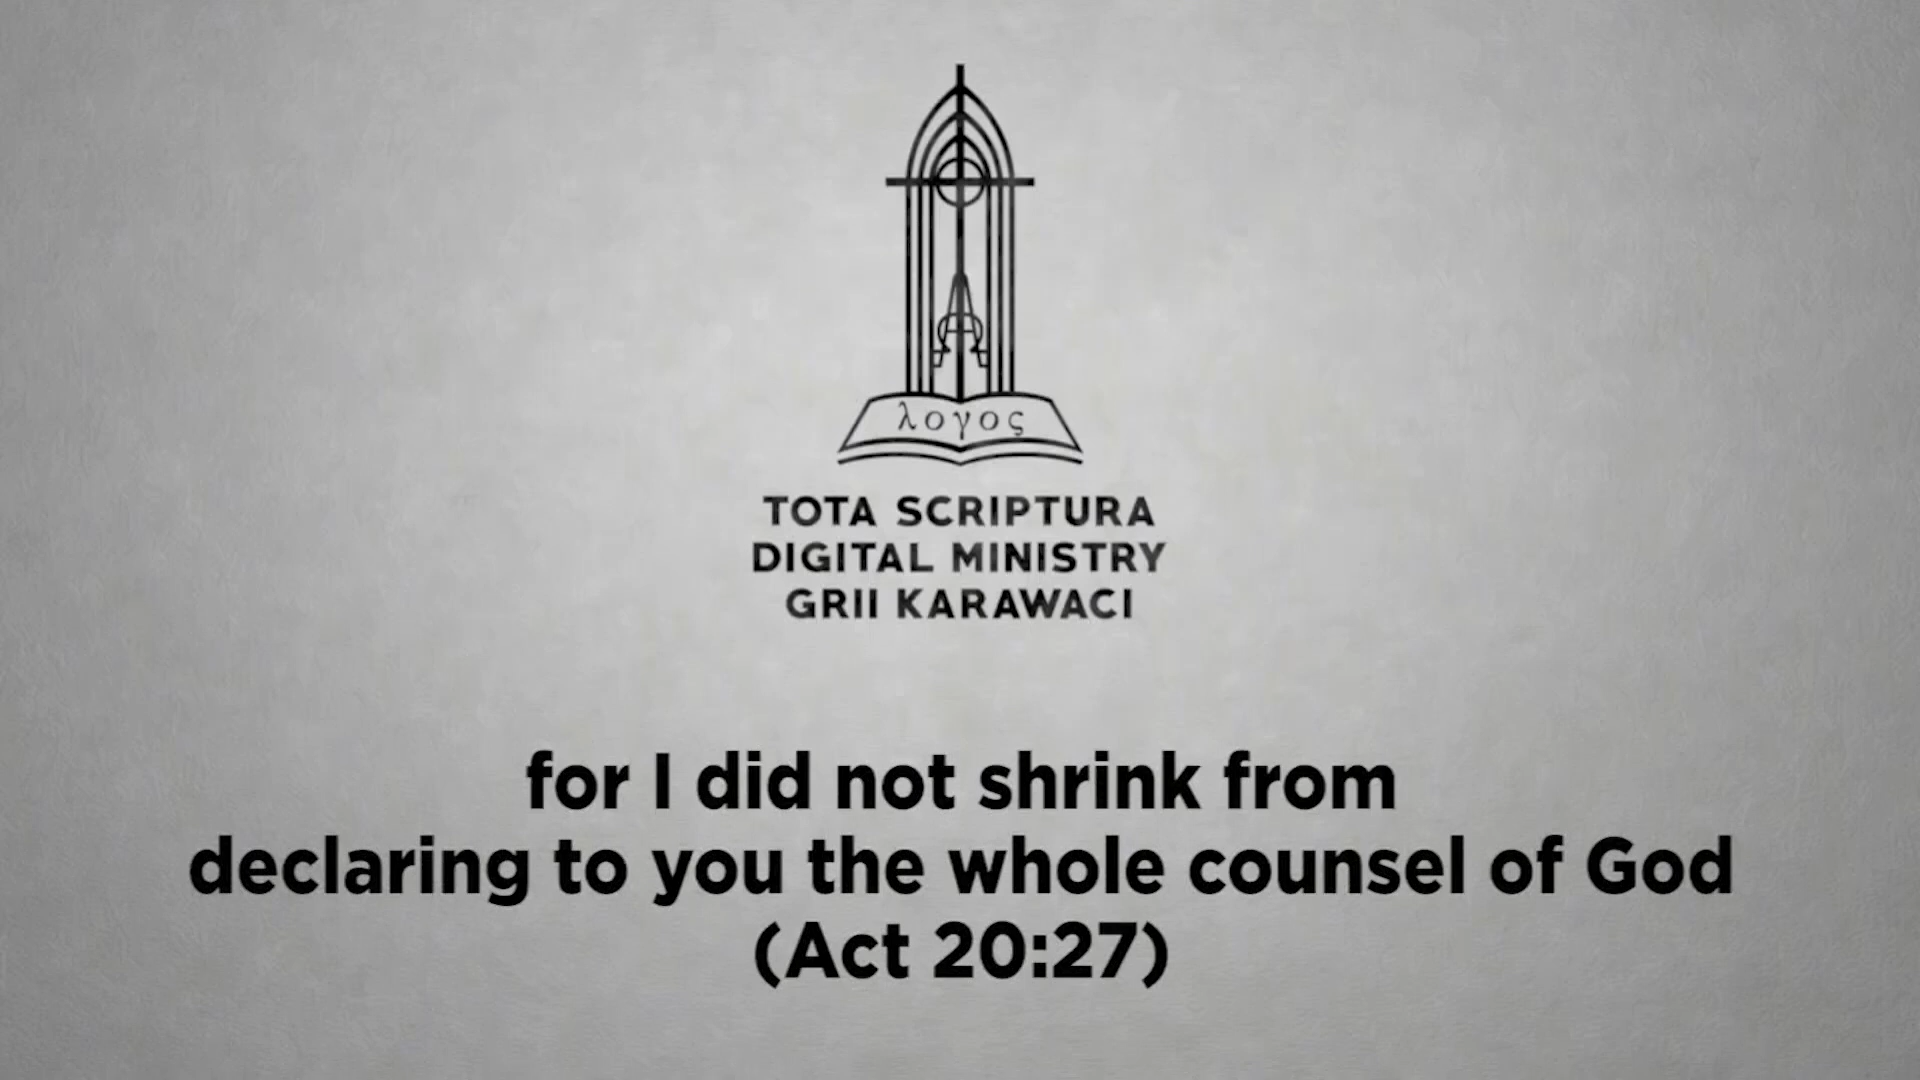 λογος
TOTA SCRIPTURA
DIGITAL MINISTRY
GRII KARAWACI
for I did not shrink from
declaring to you the whole counsel of God
(Act 20:27)